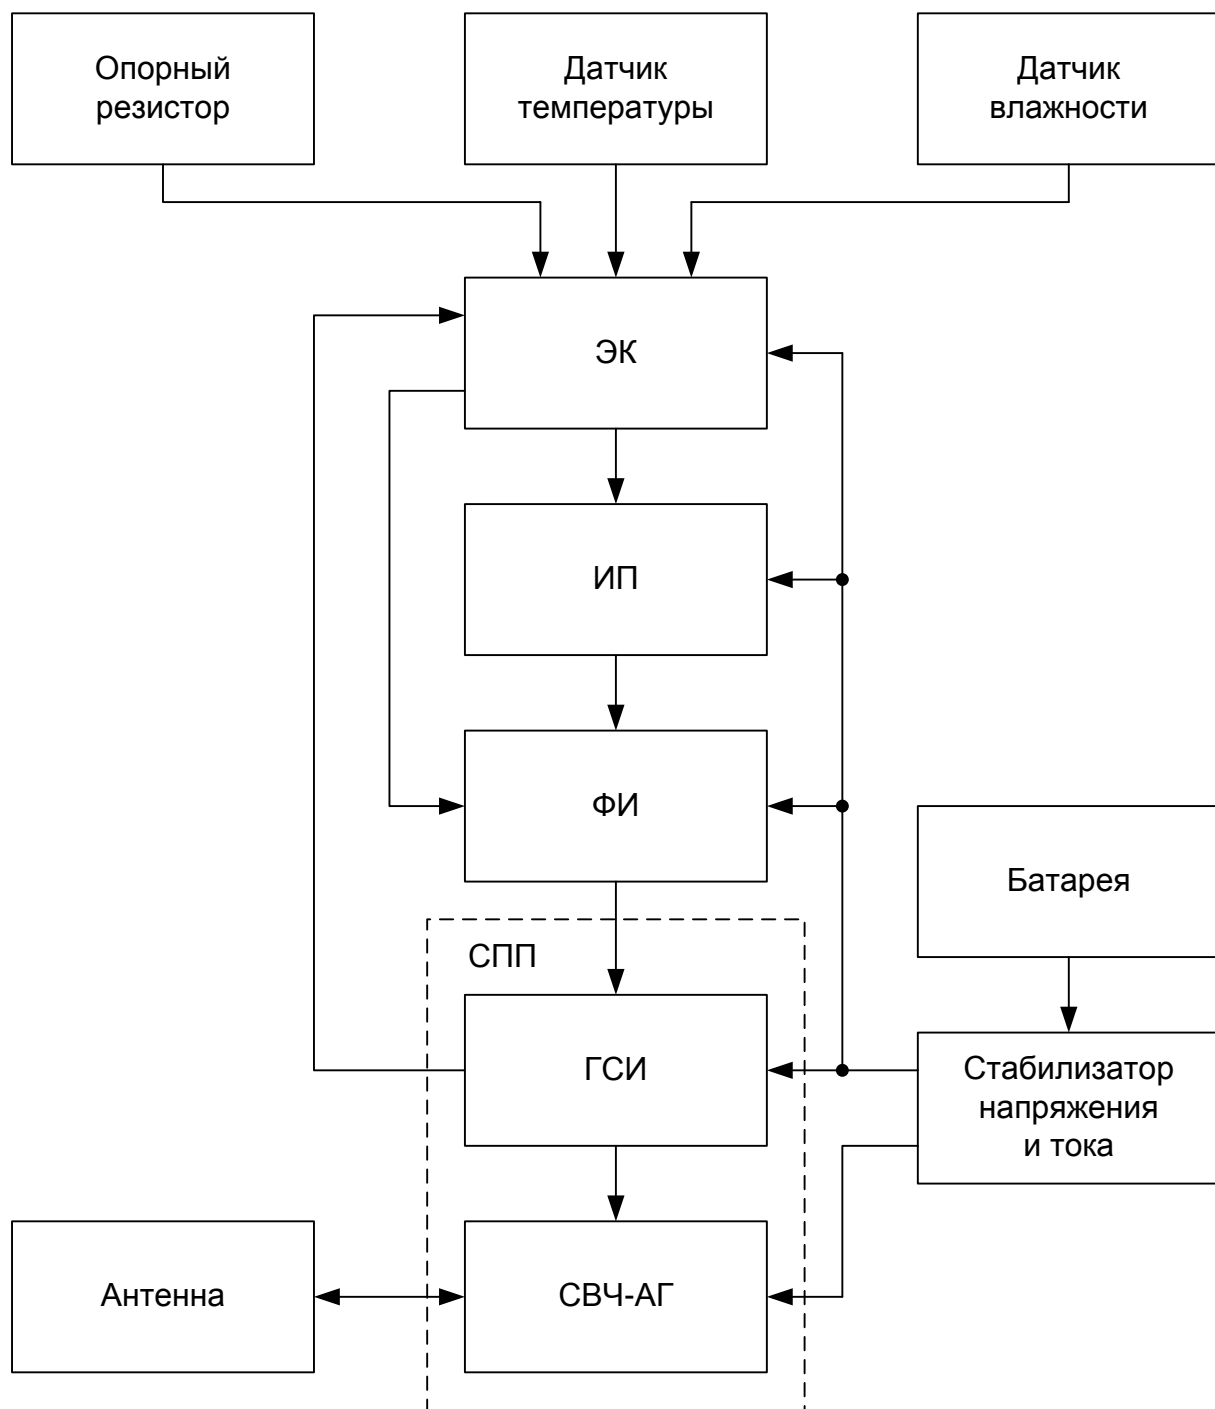 Опорный
резистор
Датчик
температуры
Датчик
влажности
ЭК
ИП
ФИ
Батарея
СПП
ГСИ
Стабилизатор
напряжения
и тока
Антенна
СВЧ-АГ